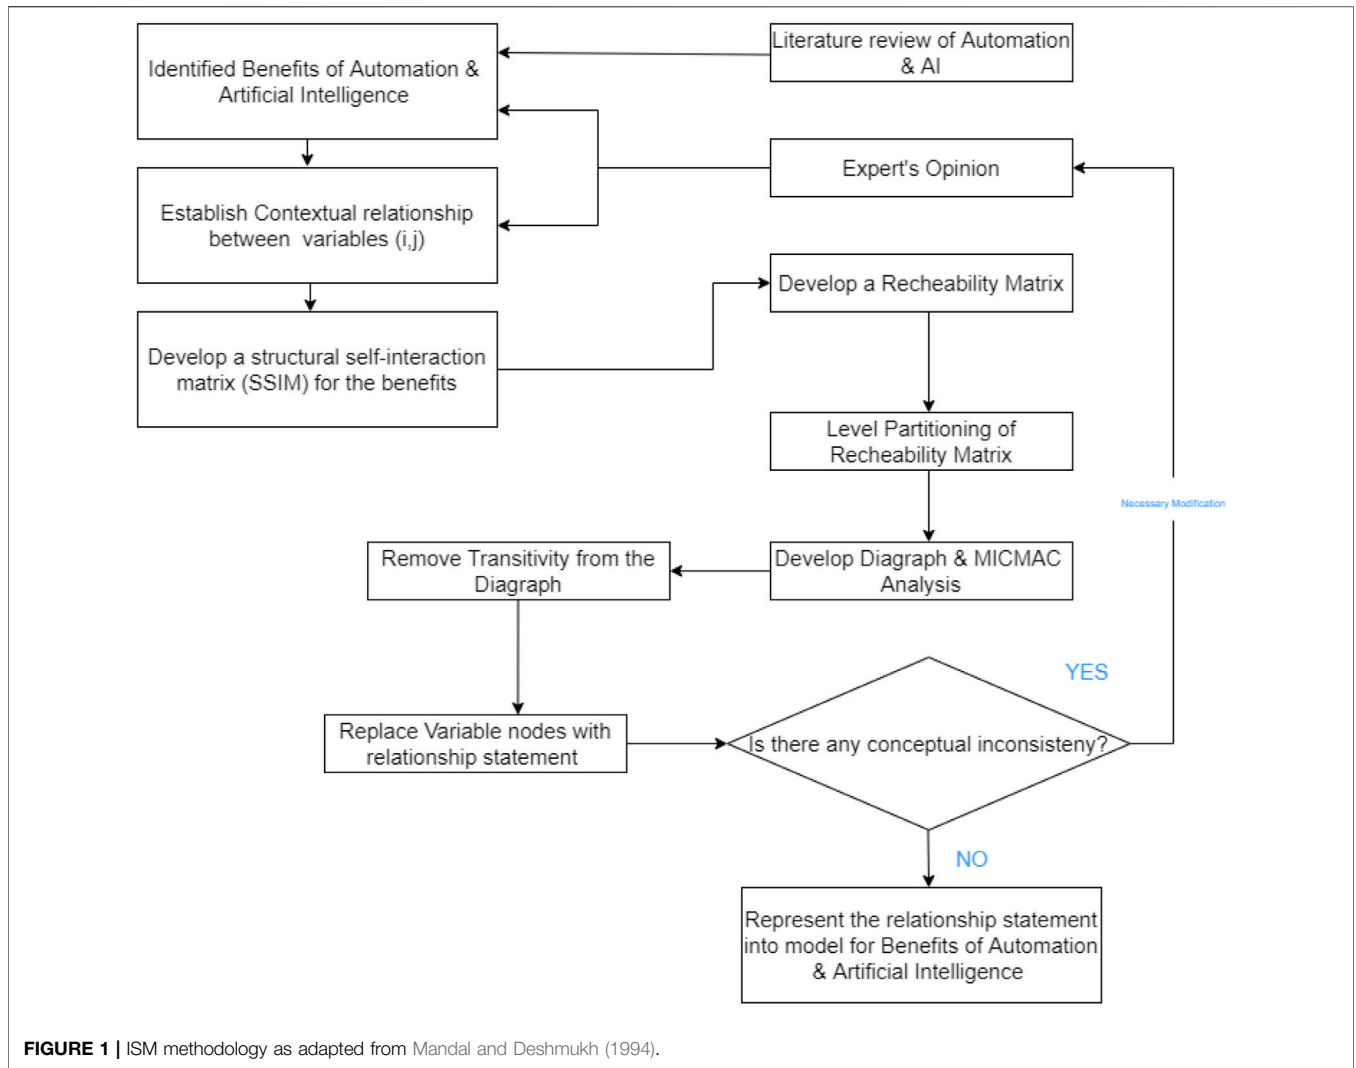 Identified Benefits of Automation &
Artificial Intelligence
Literature review of Automation
& AI
Establish Contextual relationship
between variables (i,j)
Expert's Opinion
Develop a structural self-interaction
matrix (SSIM) for the benefits
Develop a Recheability Matrix
Level Partitioning of
Recheability Matrix
Necessary Modification
Develop Diagraph & MICMAC
Analysis
Remove Transitivity from the
Diagraph
Replace Variable nodes with
relationship statement
Is there any conceptual inconsisteny?
YES
NO
Represent the relationship statement
into model for Benefits of Automation
& Artificial Intelligence
FIGURE 1 | ISM methodology as adapted from Mandal and Deshmukh (1994).